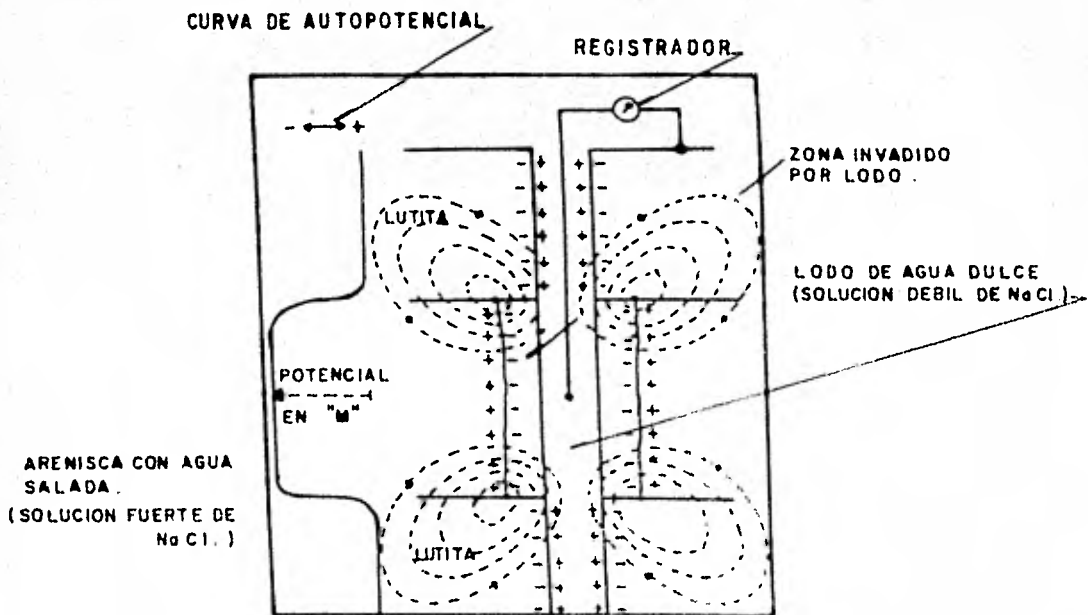 CURVA DE AUTOPOTENCIAL
REGISTRADOR
- +
ZONA INVADIDO
POR LODO.
LUTITA
LODO DE AGUA DULCE
(SOLUCION DEBIL DE NaCl.)
POTENCIAL
EN "M"
ARENISCA CON AGUA
SALADA.
(SOLUCION FUERTE DE
NaCl.)
LUTITA